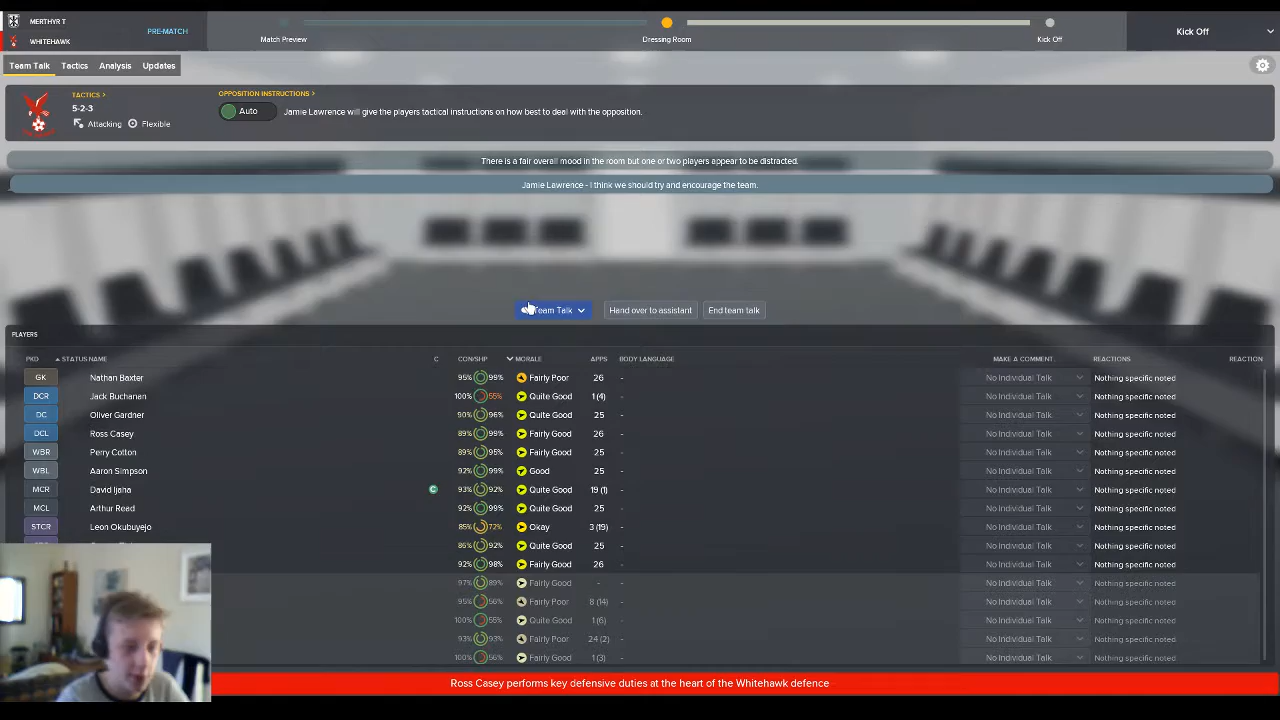 MERTHYR T
WHITEHAWK
PRE-MATCH
Match Preview
Dressing Room
Kick Off
Kick Off
Team Talk Tactics Analysis Updates
TACTICS >
5-2-3
Attacking Flexible
OPPOSITION INSTRUCTIONS >
Auto
Jamie Lawrence will give the players tactical instructions on how best to deal with the opposition.
There is a fair overall mood in the room but one or two players appear to be distracted.
Jamie Lawrence - I think we should try and encourage the team.
Team Talk Hand over to assistant End team talk
PLAYERS
PKD STATUS NAME C CON/SHP MORALE APPS BODY LANGUAGE MAKE A COMMENT REACTIONS REACTION
GK Nathan Baxter 95% 99% Fairly Poor 26 - No Individual Talk Nothing specific noted
DCR Jack Buchanan 100% 55% Quite Good 1 (4) - No Individual Talk Nothing specific noted
DC Oliver Gardner 90% 96% Quite Good 25 - No Individual Talk Nothing specific noted
DCL Ross Casey 89% 99% Fairly Good 26 - No Individual Talk Nothing specific noted
WBR Perry Cotton 89% 95% Fairly Good 25 - No Individual Talk Nothing specific noted
WBL Aaron Simpson 92% 99% Good 25 - No Individual Talk Nothing specific noted
MCR David Ijaha C 93% 92% Quite Good 19 (1) - No Individual Talk Nothing specific noted
MCL Arthur Read 92% 99% Quite Good 25 - No Individual Talk Nothing specific noted
STCR Leon Okubuyejo 85% 72% Okay 3 (19) - No Individual Talk Nothing specific noted
86% 92% Quite Good 25 - No Individual Talk Nothing specific noted
92% 98% Quite Good 26 - No Individual Talk Nothing specific noted
97% 89% Fairly Good - - No Individual Talk Nothing specific noted
95% 56% Fairly Poor 8 (14) - No Individual Talk Nothing specific noted
100% 55% Quite Good 1 (6) - No Individual Talk Nothing specific noted
93% 93% Fairly Poor 24 (2) - No Individual Talk Nothing specific noted
100% 56% Fairly Good 1 (3) - No Individual Talk Nothing specific noted
Ross Casey performs key defensive duties at the heart of the Whitehawk defence